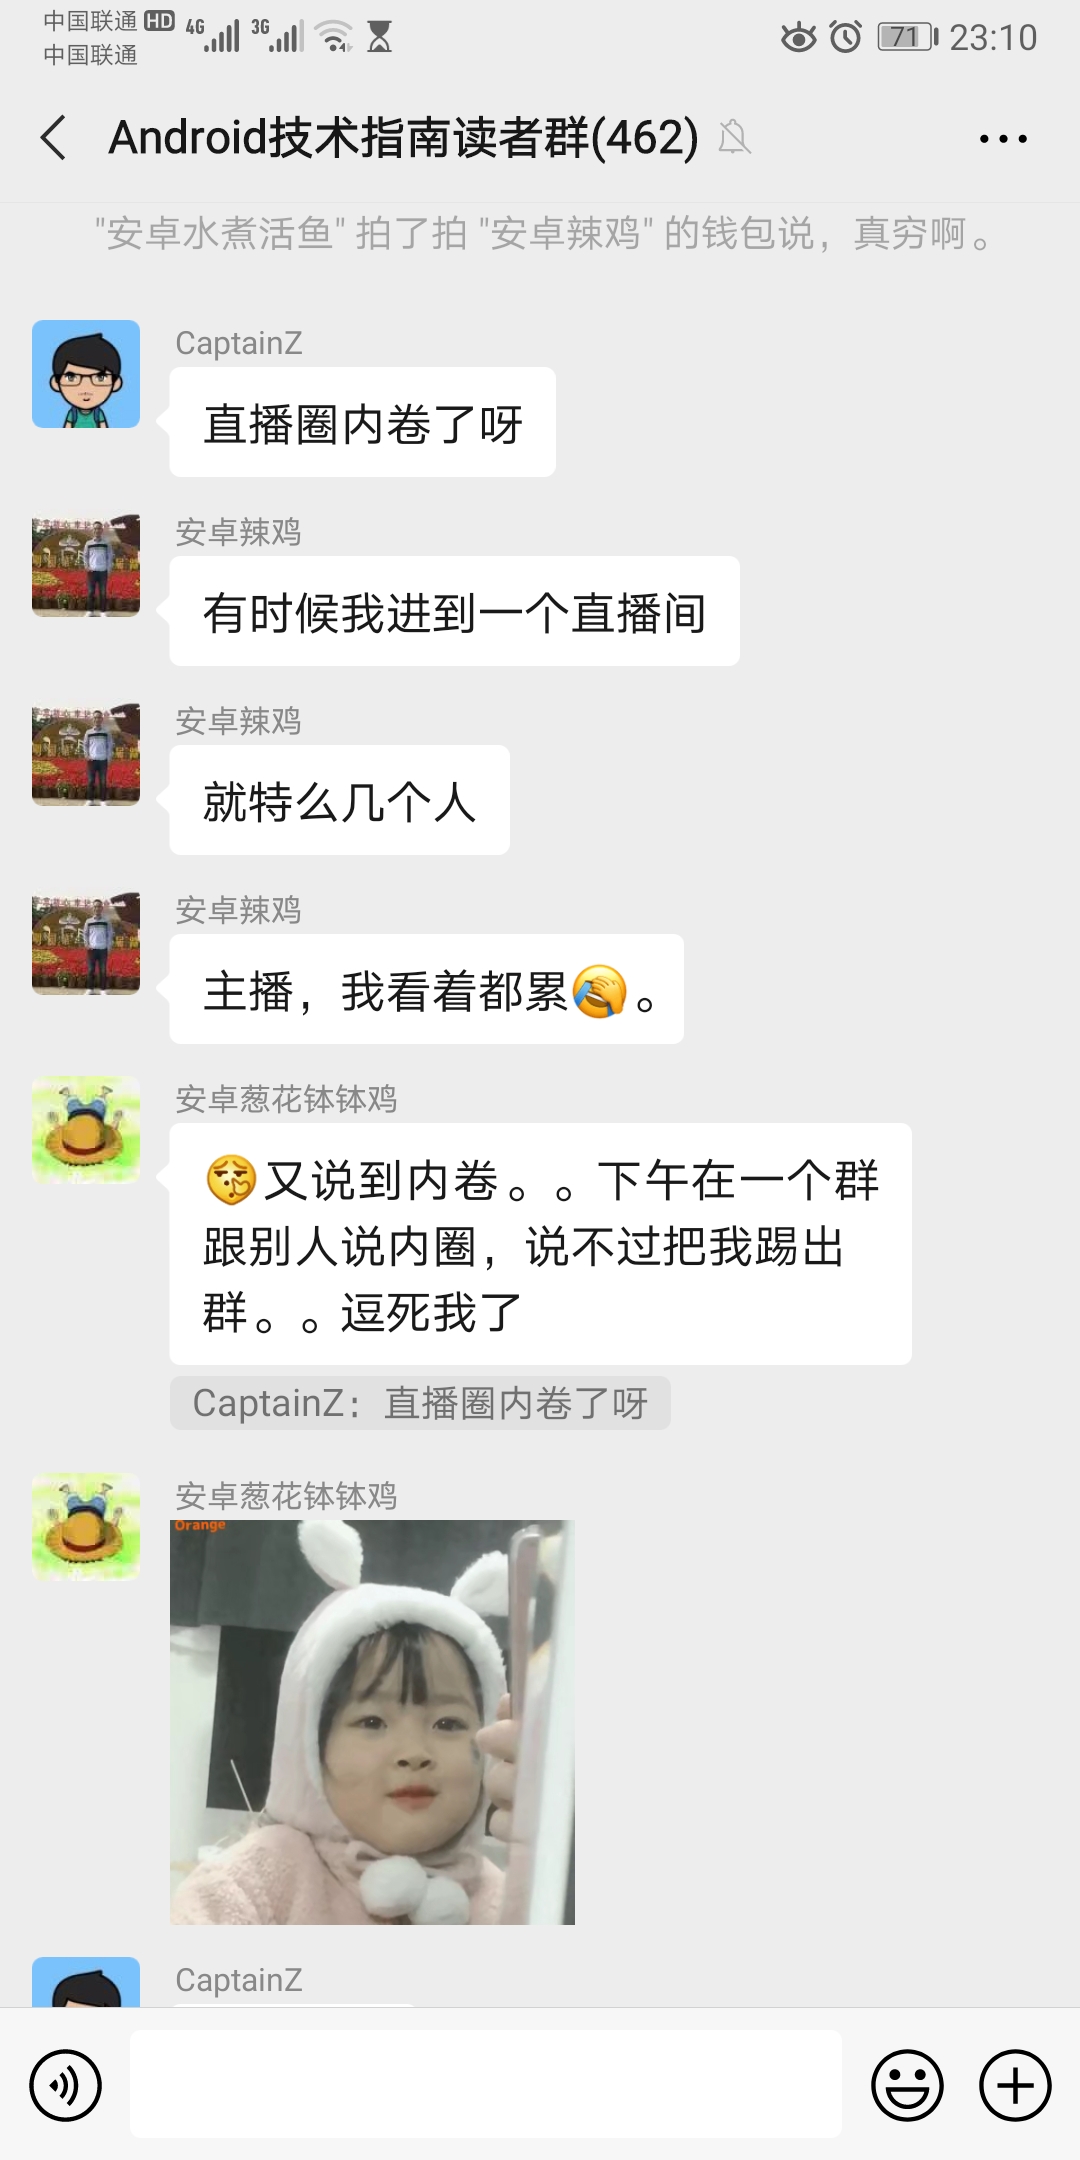 中国联通 HD 4G 3G
中国联通
71 23:10
Android技术指南读者群(462)
"安卓水煮活鱼" 拍了拍 "安卓辣鸡" 的钱包说，真穷啊。
CaptainZ
直播圈内卷了呀
安卓辣鸡
有时候我进到一个直播间
安卓辣鸡
就特么几个人
安卓辣鸡
主播，我看着都累🤦。
安卓葱花钵钵鸡
又说到内卷。。下午在一个群
跟别人说内圈，说不过把我踢出
群。。逗死我了
CaptainZ：直播圈内卷了呀
安卓葱花钵钵鸡
Orange
CaptainZ